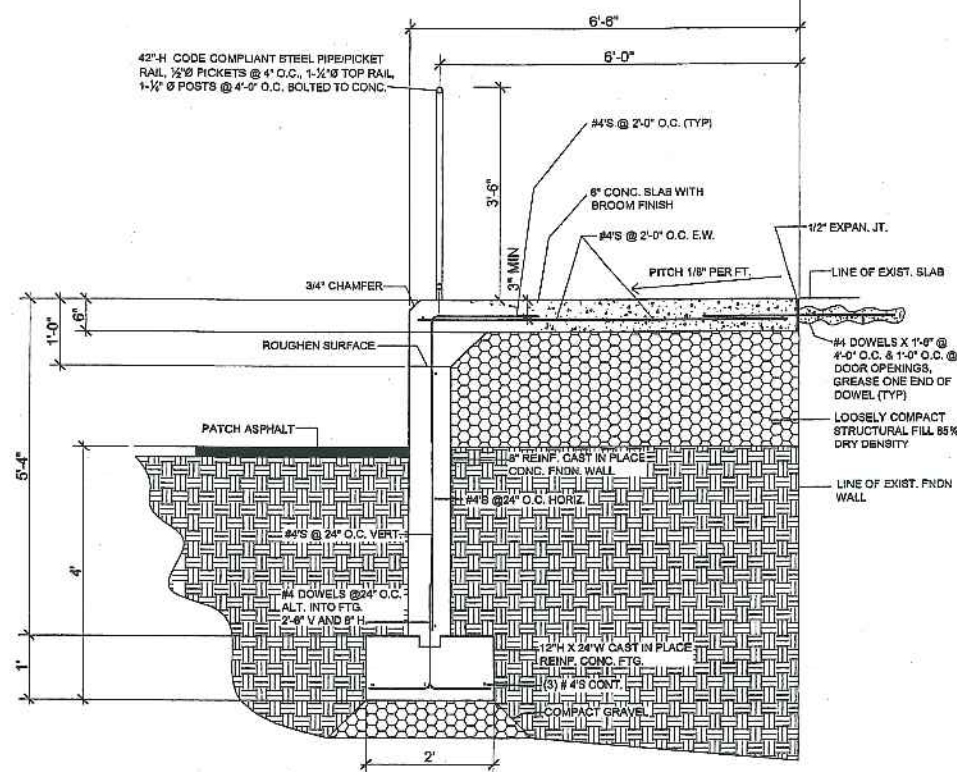 6'-6"
6'-0"
42"-H CODE COMPLIANT STEEL PIPE/PICKET
RAIL, ½"Ø PICKETS @ 4" O.C., 1-½"Ø TOP RAIL,
1-½" Ø POSTS @ 4'-0" O.C. BOLTED TO CONC.
#4'S @ 2'-0" O.C. (TYP)
3'-6"
6" CONC. SLAB WITH
BROOM FINISH
#4'S @ 2'-0" O.C. E.W.
1/2" EXPAN. JT.
3" MIN
PITCH 1/8" PER FT.
LINE OF EXIST. SLAB
3/4" CHAMFER
6"
1'-0"
ROUGHEN SURFACE
#4 DOWELS X 1'-6" @
4'-0" O.C. & 1'-0" O.C. @
DOOR OPENINGS,
GREASE ONE END OF
DOWEL (TYP)
LOOSELY COMPACT
STRUCTURAL FILL 85%
DRY DENSITY
PATCH ASPHALT
5'-4"
8" REINF. CAST IN PLACE
CONC. FNDN. WALL
LINE OF EXIST. FNDN
WALL
#4'S @24" O.C. HORIZ.
#4'S @ 24" O.C. VERT.
4'
#4 DOWELS @24" O.C.
ALT. INTO FTG.
2'-6" V AND 8" H.
1'
12"H X 24"W CAST IN PLACE
REINF. CONC. FTG.
(3) # 4'S CONT.
COMPACT GRAVEL
2'